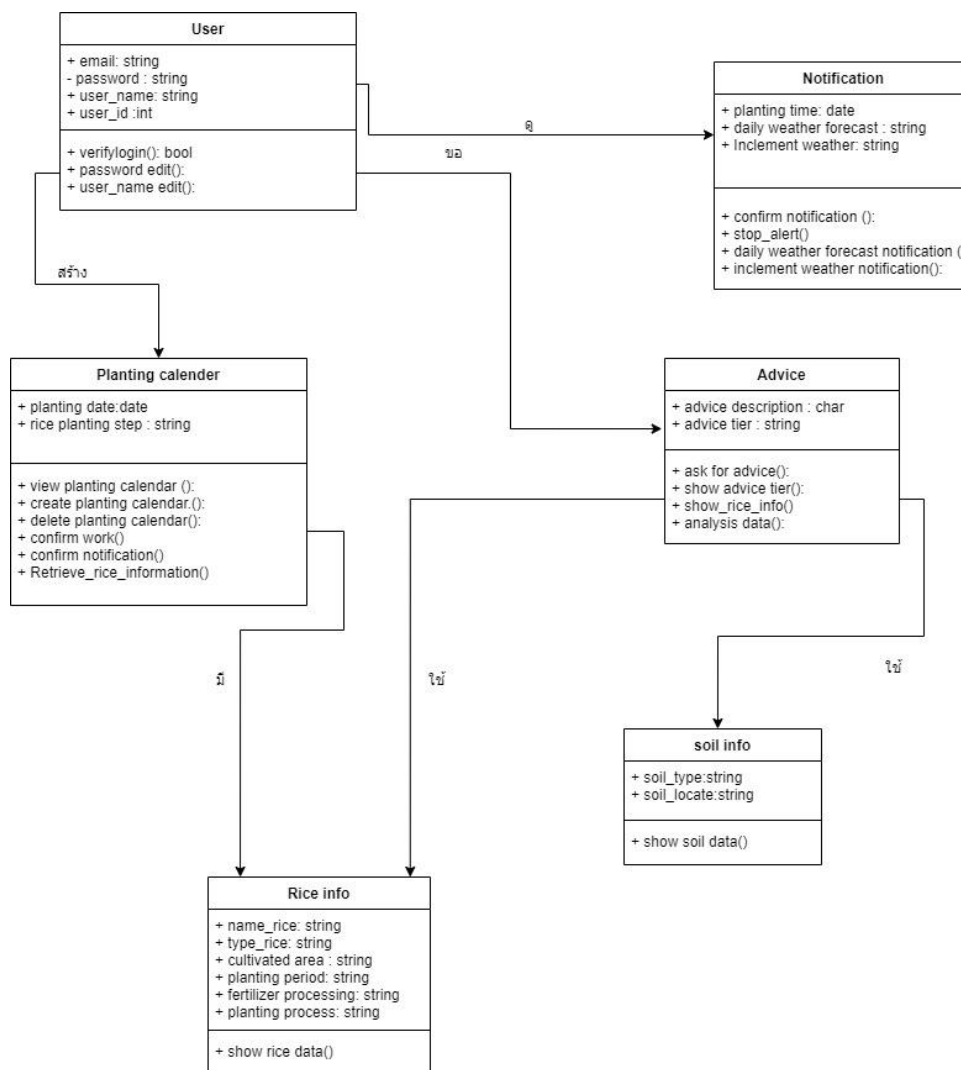 User
+ email: string
- password : string
+ user_name: string
+ user_id :int
+ verifylogin(): bool
+ password edit():
+ user_name edit():
ดู
ขอ
Notification
+ planting time: date
+ daily weather forecast : string
+ Inclement weather: string
+ confirm notification ():
+ stop_alert()
+ daily weather forecast notification (
+ inclement weather notification():
สร้าง
Planting calender
+ planting date:date
+ rice planting step : string
+ view planting calendar ():
+ create planting calendar.():
+ delete planting calendar():
+ confirm work()
+ confirm notification()
+ Retrieve_rice_information()
Advice
+ advice description : char
+ advice tier : string
+ ask for advice():
+ show advice tier():
+ show_rice_info()
+ analysis data():
มี
ใช้
ใช้
soil info
+ soil_type:string
+ soil_locate:string
+ show soil data()
Rice info
+ name_rice: string
+ type_rice: string
+ cultivated area : string
+ planting period: string
+ fertilizer processing: string
+ planting process: string
+ show rice data()